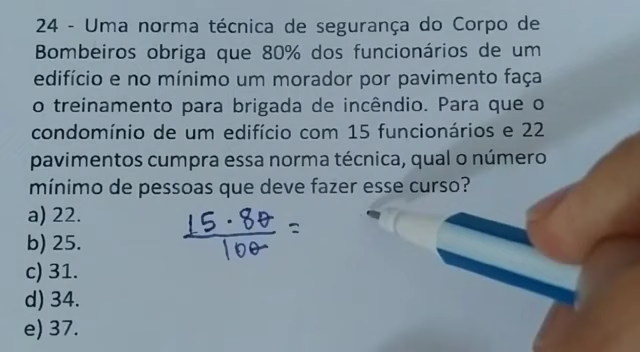 24 - Uma norma técnica de segurança do Corpo de
Bombeiros obriga que 80% dos funcionários de um
edifício e no mínimo um morador por pavimento faça
o treinamento para brigada de incêndio. Para que o
condomínio de um edifício com 15 funcionários e 22
pavimentos cumpra essa norma técnica, qual o número
mínimo de pessoas que deve fazer esse curso?
a) 22.
b) 25.
c) 31.
d) 34.
e) 37.
15 . 80 =
100